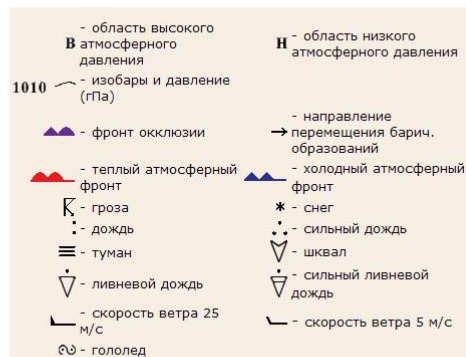 В - область высокого
атмосферного
давления
Н - область низкого
атмосферного давления
1010 - изобары и давление
(гПа)
- фронт окклюзии
- направление
перемещения барич.
образований
- теплый атмосферный
фронт
- холодный атмосферный
фронт
- гроза
- снег
- дождь
- сильный дождь
- туман
- шквал
- ливневой дождь
- сильный ливневой
дождь
- скорость ветра 25
м/с
- скорость ветра 5 м/с
- гололед